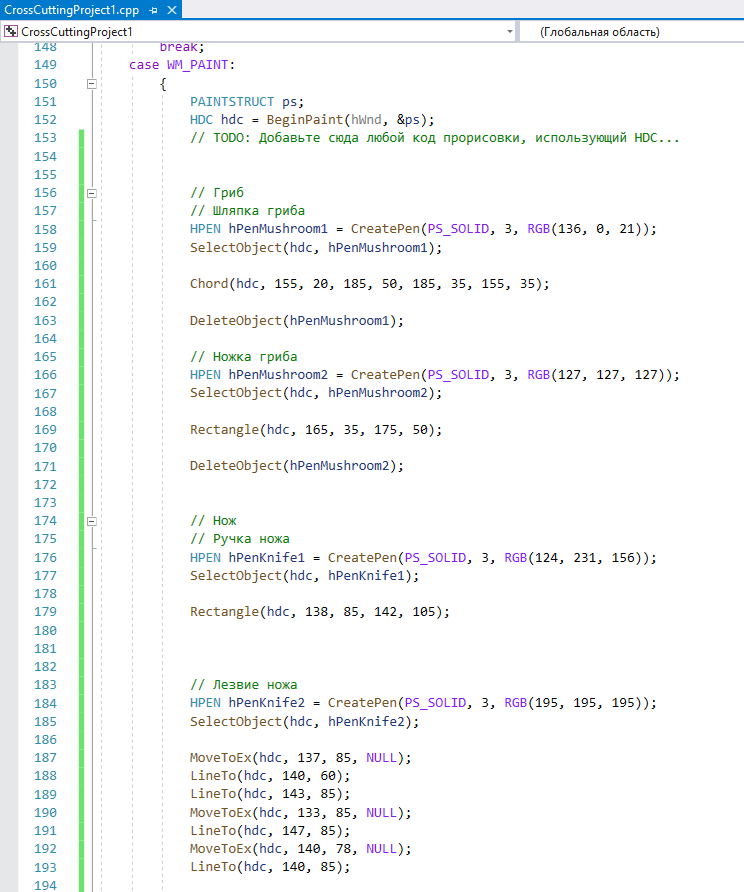 CrossCuttingProject1.cpp
CrossCuttingProject1 (Глобальная область)
148 break;
149 case WM_PAINT:
150 {
151 PAINTSTRUCT ps;
152 HDC hdc = BeginPaint(hWnd, &ps);
153 // TODO: Добавьте сюда любой код прорисовки, использующий HDC...
154
155
156 // Гриб
157 // Шляпка гриба
158 HPEN hPenMushroom1 = CreatePen(PS_SOLID, 3, RGB(136, 0, 21));
159 SelectObject(hdc, hPenMushroom1);
160
161 Chord(hdc, 155, 20, 185, 50, 185, 35, 155, 35);
162
163 DeleteObject(hPenMushroom1);
164
165 // Ножка гриба
166 HPEN hPenMushroom2 = CreatePen(PS_SOLID, 3, RGB(127, 127, 127));
167 SelectObject(hdc, hPenMushroom2);
168
169 Rectangle(hdc, 165, 35, 175, 50);
170
171 DeleteObject(hPenMushroom2);
172
173
174 // Нож
175 // Ручка ножа
176 HPEN hPenKnife1 = CreatePen(PS_SOLID, 3, RGB(124, 231, 156));
177 SelectObject(hdc, hPenKnife1);
178
179 Rectangle(hdc, 138, 85, 142, 105);
180
181
182
183 // Лезвие ножа
184 HPEN hPenKnife2 = CreatePen(PS_SOLID, 3, RGB(195, 195, 195));
185 SelectObject(hdc, hPenKnife2);
186
187 MoveToEx(hdc, 137, 85, NULL);
188 LineTo(hdc, 140, 60);
189 LineTo(hdc, 143, 85);
190 MoveToEx(hdc, 133, 85, NULL);
191 LineTo(hdc, 147, 85);
192 MoveToEx(hdc, 140, 78, NULL);
193 LineTo(hdc, 140, 85);
194